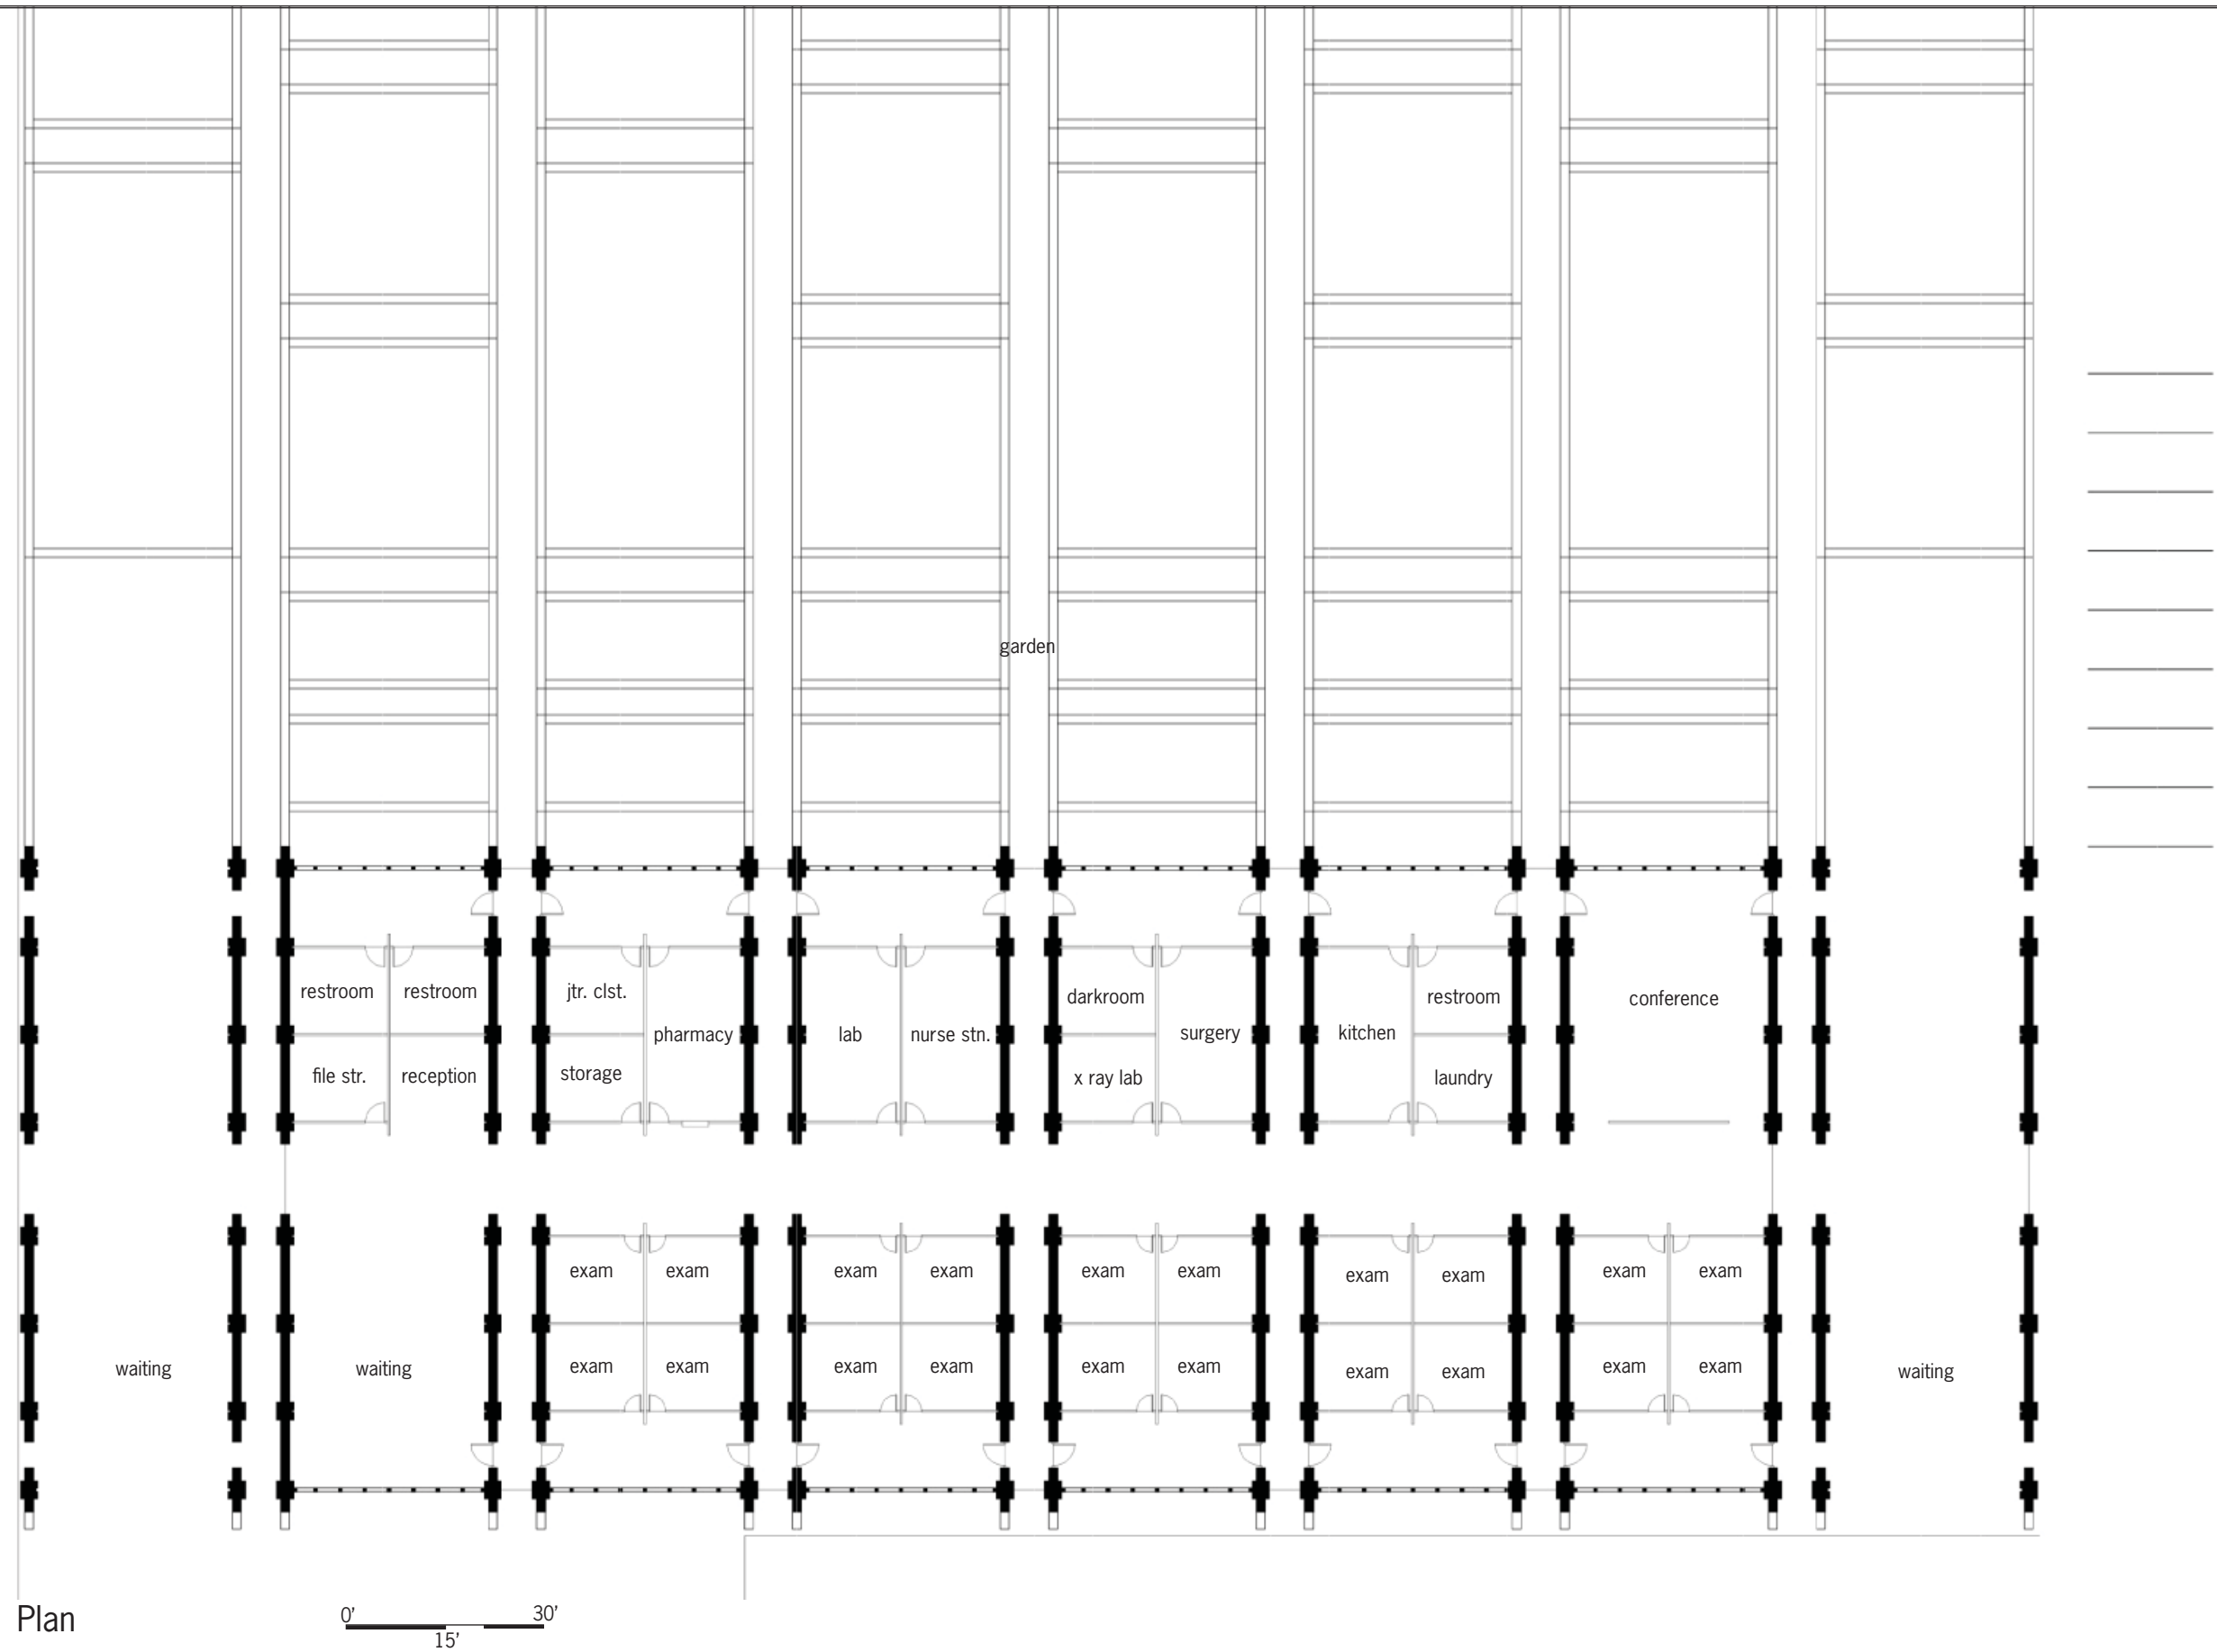 garden
restroom restroom jtr. clst. darkroom restroom conference
pharmacy lab nurse stn. surgery kitchen
file str. reception storage x ray lab laundry
exam exam exam exam exam exam exam exam exam exam
waiting waiting exam exam exam exam exam exam exam exam exam exam waiting
Plan
0' 30'
15'